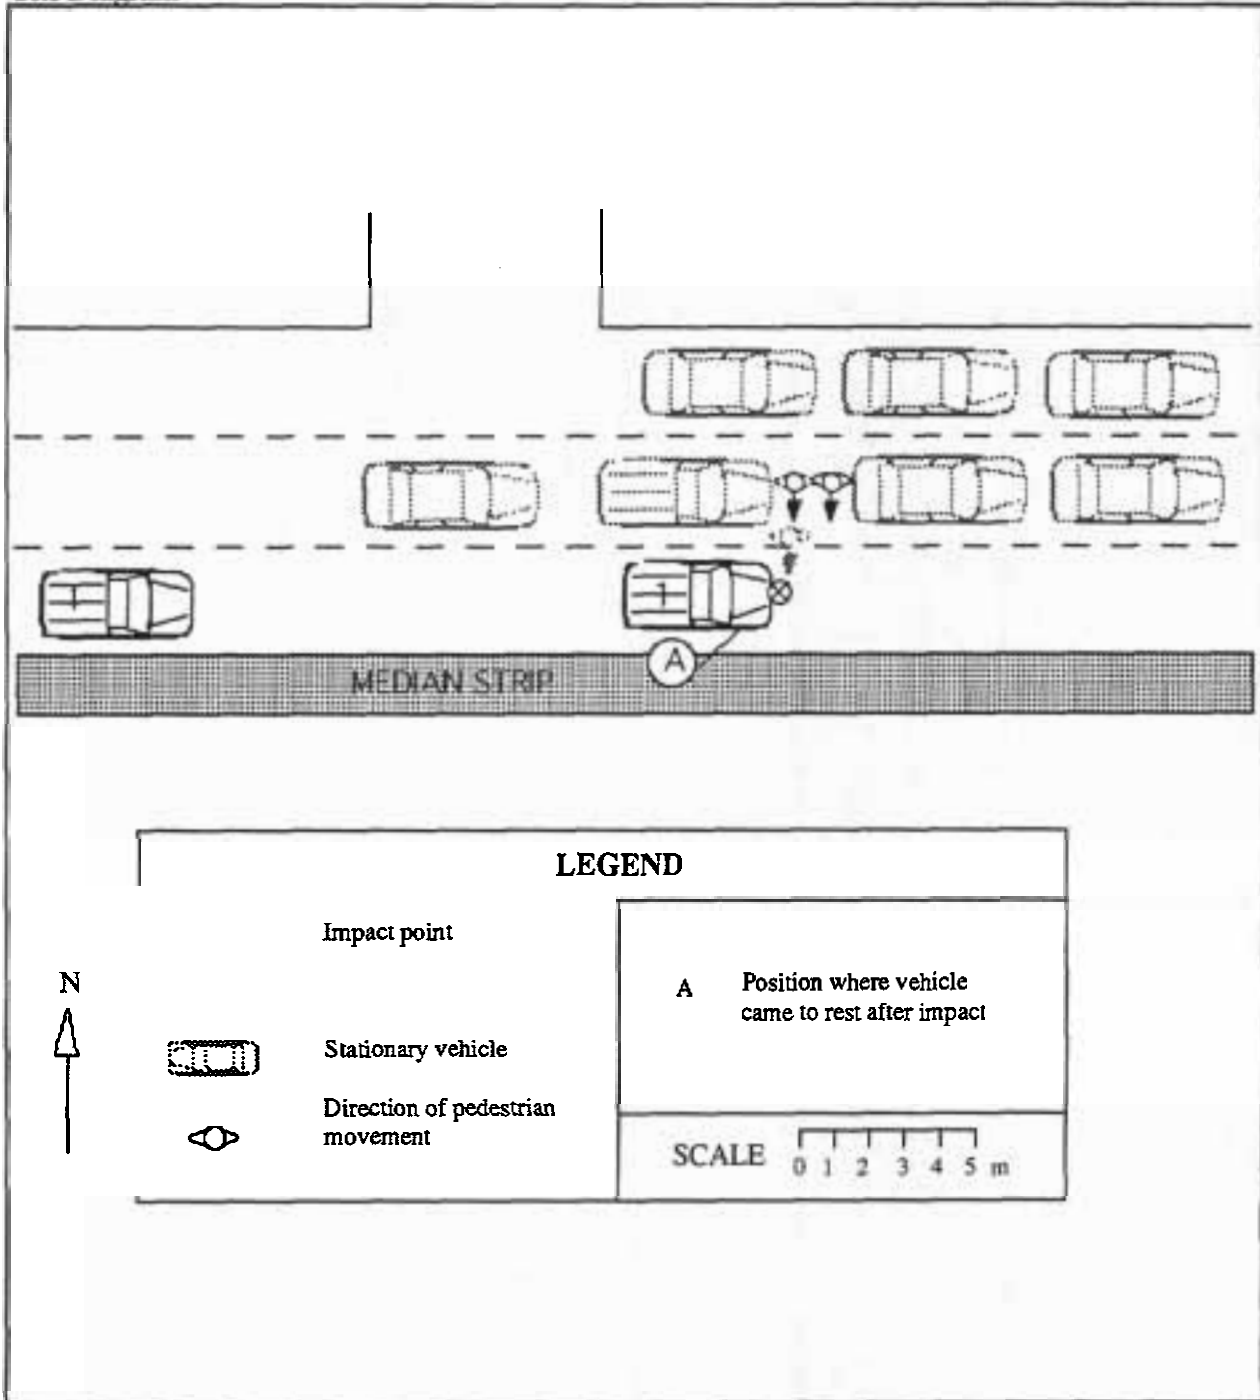 1
1
A
MEDIAN STRIP
LEGEND
Impact point
N
A Position where vehicle
came to rest after impact
Stationary vehicle
Direction of pedestrian
movement
SCALE 0 1 2 3 4 5 m